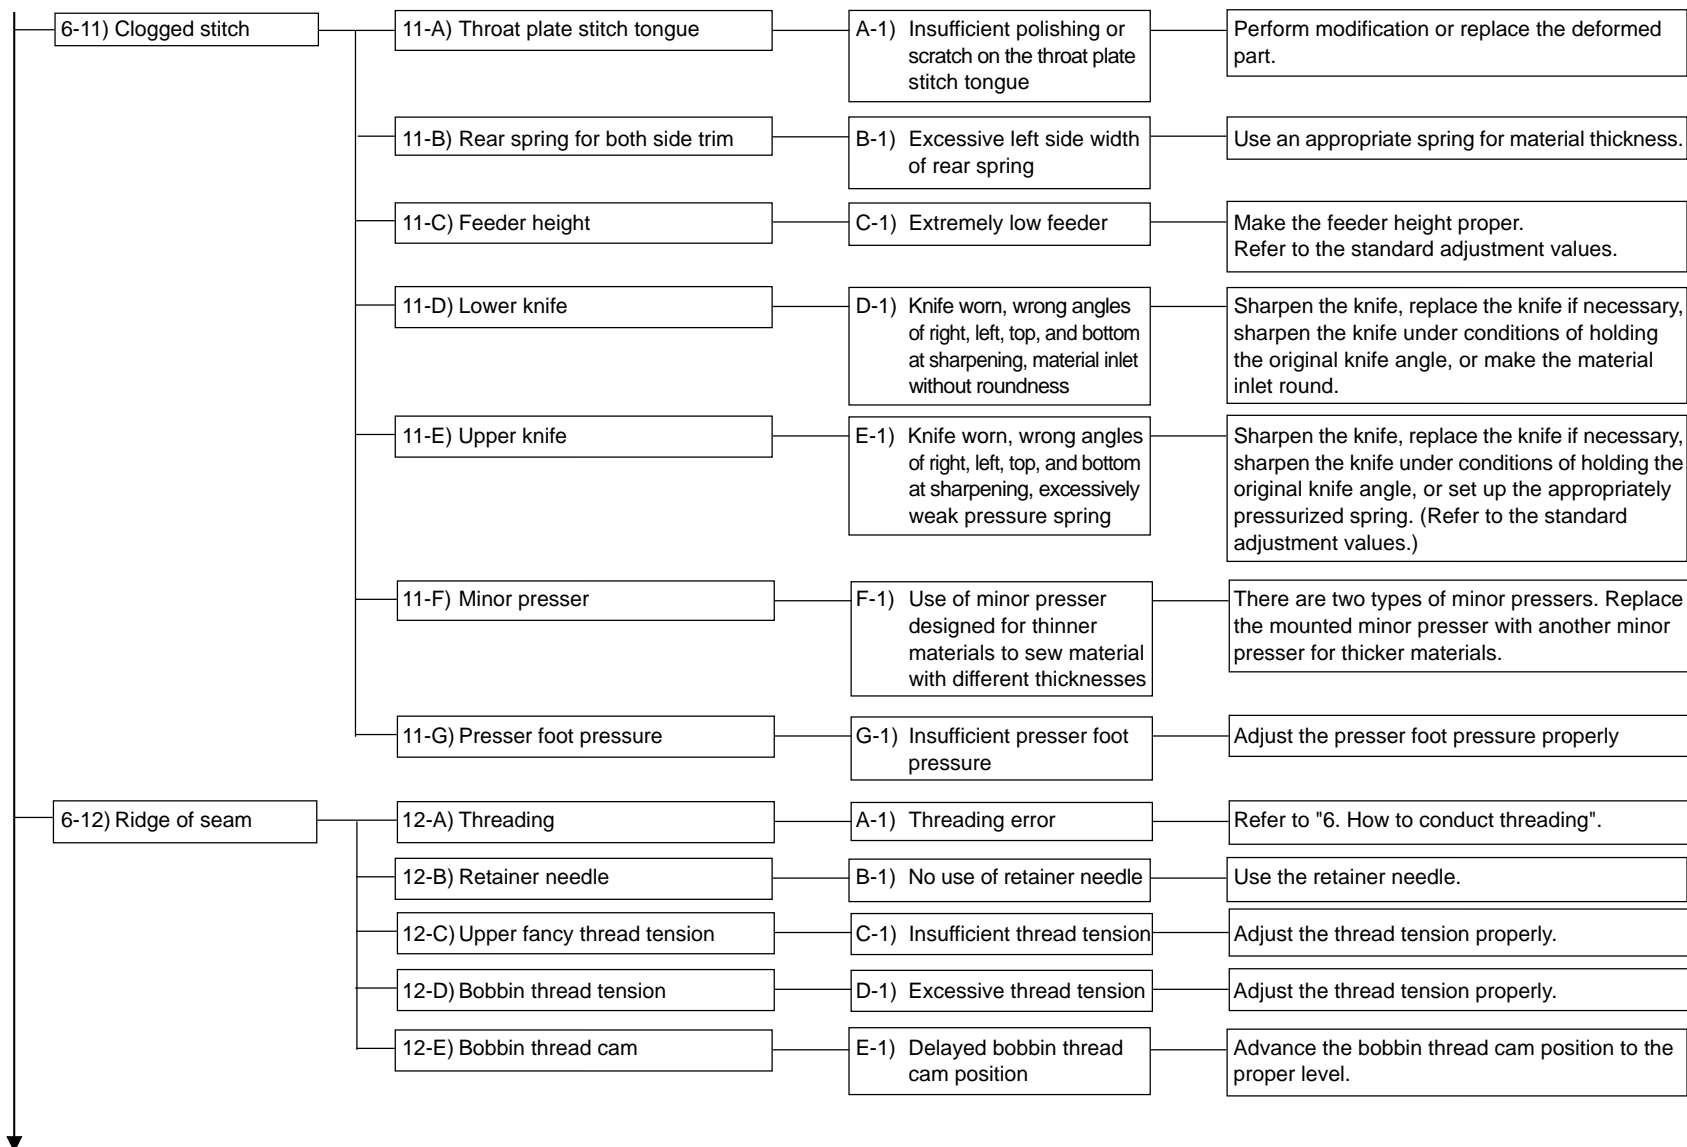 6-11) Clogged stitch
11-A) Throat plate stitch tongue
A-1) Insufficient polishing or
scratch on the throat plate
stitch tongue
Perform modification or replace the deformed
part.
11-B) Rear spring for both side trim
B-1) Excessive left side width
of rear spring
Use an appropriate spring for material thickness.
11-C) Feeder height
C-1) Extremely low feeder
Make the feeder height proper.
Refer to the standard adjustment values.
11-D) Lower knife
D-1) Knife worn, wrong angles
of right, left, top, and bottom
at sharpening, material inlet
without roundness
Sharpen the knife, replace the knife if necessary,
sharpen the knife under conditions of holding
the original knife angle, or make the material
inlet round.
11-E) Upper knife
E-1) Knife worn, wrong angles
of right, left, top, and bottom
at sharpening, excessively
weak pressure spring
Sharpen the knife, replace the knife if necessary,
sharpen the knife under conditions of holding the
original knife angle, or set up the appropriately
pressurized spring. (Refer to the standard
adjustment values.)
11-F) Minor presser
F-1) Use of minor presser
designed for thinner
materials to sew material
with different thicknesses
There are two types of minor pressers. Replace
the mounted minor presser with another minor
presser for thicker materials.
11-G) Presser foot pressure
G-1) Insufficient presser foot
pressure
Adjust the presser foot pressure properly
6-12) Ridge of seam
12-A) Threading
A-1) Threading error
Refer to "6. How to conduct threading".
12-B) Retainer needle
B-1) No use of retainer needle
Use the retainer needle.
12-C) Upper fancy thread tension
C-1) Insufficient thread tension
Adjust the thread tension properly.
12-D) Bobbin thread tension
D-1) Excessive thread tension
Adjust the thread tension properly.
12-E) Bobbin thread cam
E-1) Delayed bobbin thread
cam position
Advance the bobbin thread cam position to the
proper level.